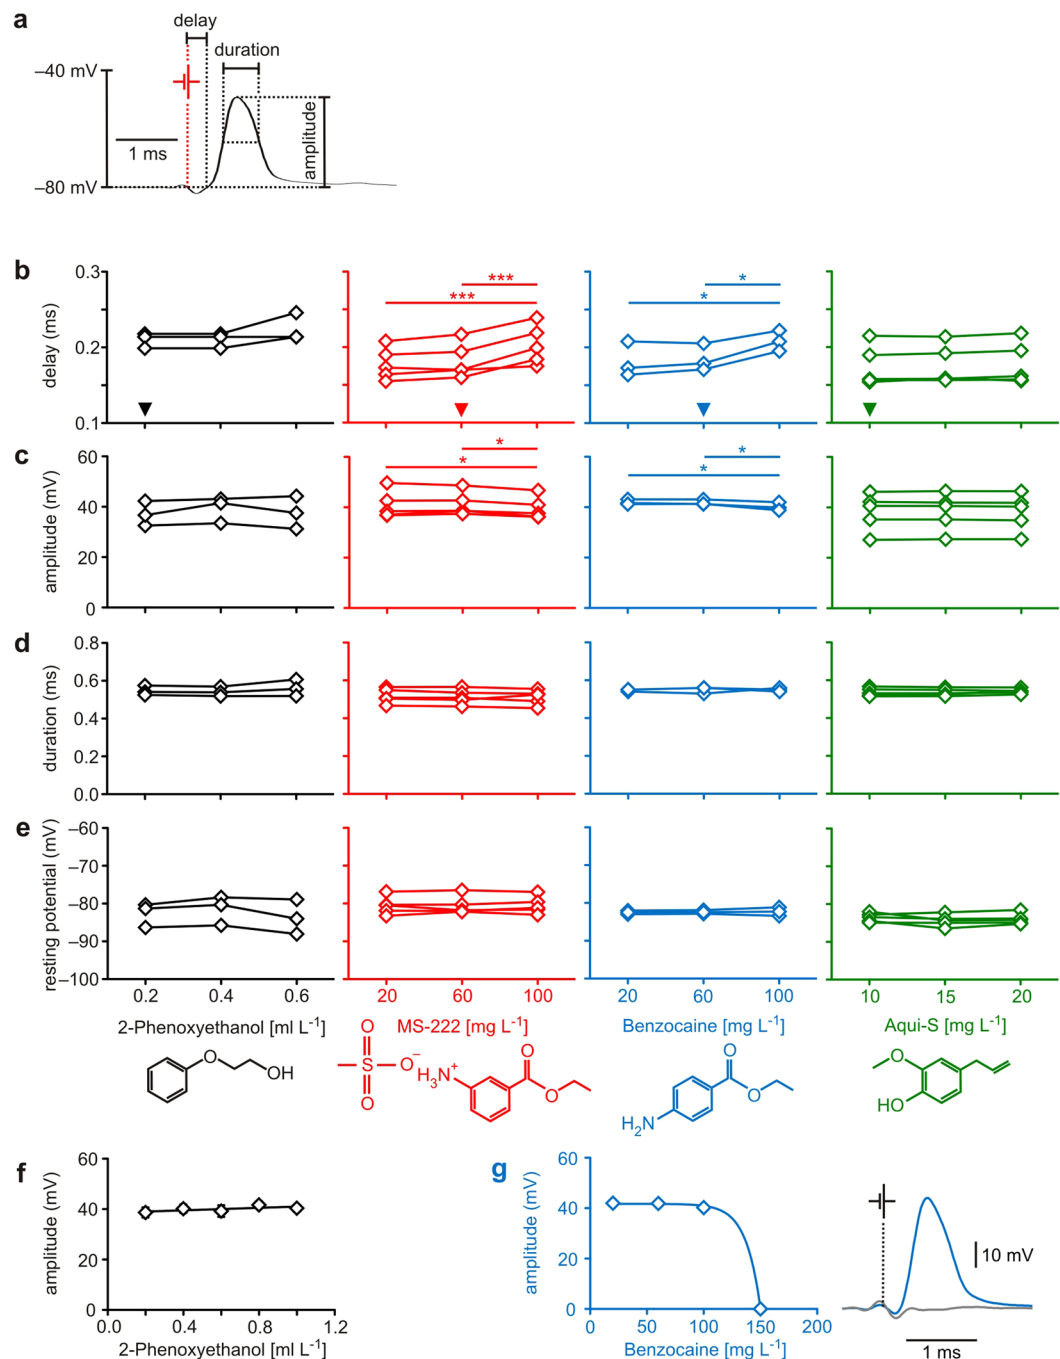 a
delay
duration
–40 mV
amplitude
1 ms
–80 mV
b
delay (ms)
0.3
0.2
0.1
***
***
*
*
c
amplitude (mV)
60
40
20
0
*
*
*
*
d
duration (ms)
0.8
0.6
0.4
0.2
0.0
e
resting potential (mV)
–60
–70
–80
–90
–100
0.2 0.4 0.6
20 60 100
20 60 100
10 15 20
2-Phenoxyethanol [ml L-1]
MS-222 [mg L-1]
Benzocaine [mg L-1]
Aqui-S [mg L-1]
O
OH
O
S
O–
O
H3N+
O
O
H2N
O
O
O
HO
f
amplitude (mV)
60
40
20
0
0.0 0.4 0.8 1.2
2-Phenoxyethanol [ml L-1]
g
amplitude (mV)
60
40
20
0
0 50 100 150 200
Benzocaine [mg L-1]
10 mV
1 ms